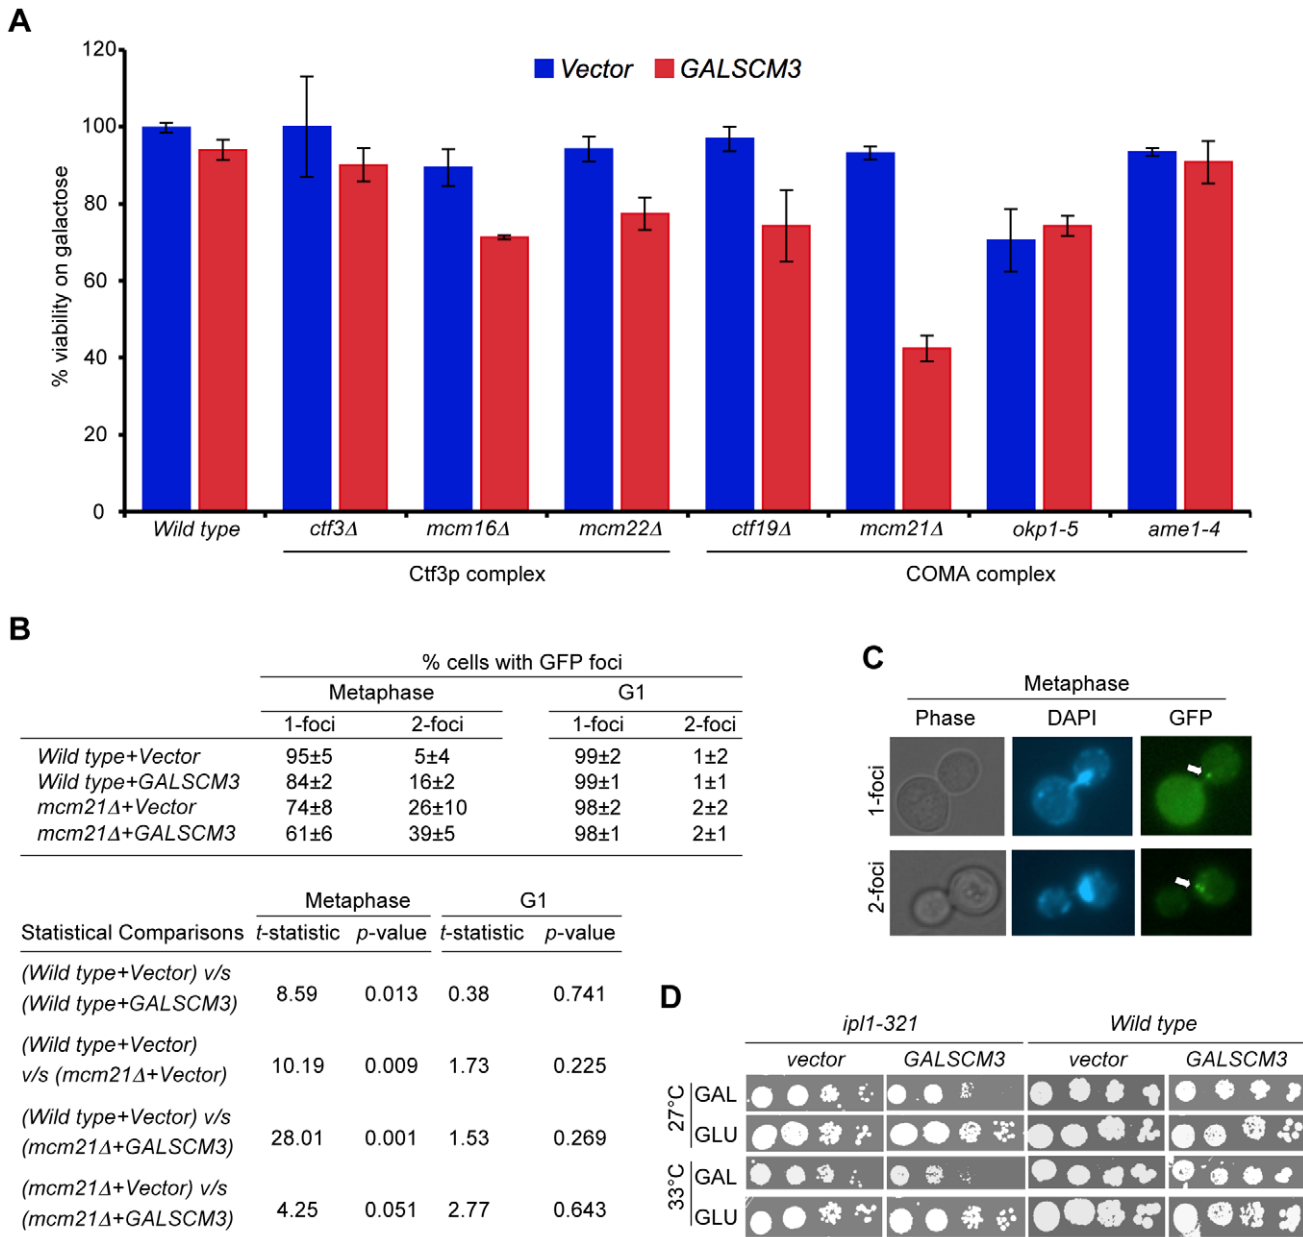 A
Vector GALSCM3
% viability on galactose
120
100
80
60
40
20
0
Wild type ctf3Δ mcm16Δ mcm22Δ ctf19Δ mcm21Δ okp1-5 ame1-4
Ctf3p complex COMA complex
B
% cells with GFP foci
Metaphase G1
1-foci 2-foci 1-foci 2-foci
Wild type+Vector 95±5 5±4 99±2 1±2
Wild type+GALSCM3 84±2 16±2 99±1 1±1
mcm21Δ+Vector 74±8 26±10 98±2 2±2
mcm21Δ+GALSCM3 61±6 39±5 98±1 2±1
Metaphase G1
Statistical Comparisons t-statistic p-value t-statistic p-value
(Wild type+Vector) v/s
(Wild type+GALSCM3) 8.59 0.013 0.38 0.741
(Wild type+Vector)
v/s (mcm21Δ+Vector) 10.19 0.009 1.73 0.225
(Wild type+Vector) v/s
(mcm21Δ+GALSCM3) 28.01 0.001 1.53 0.269
(mcm21Δ+Vector) v/s
(mcm21Δ+GALSCM3) 4.25 0.051 2.77 0.643
C
Metaphase
Phase DAPI GFP
1-foci
2-foci
D
ipl1-321 Wild type
vector GALSCM3 vector GALSCM3
27°C
GAL
GLU
33°C
GAL
GLU